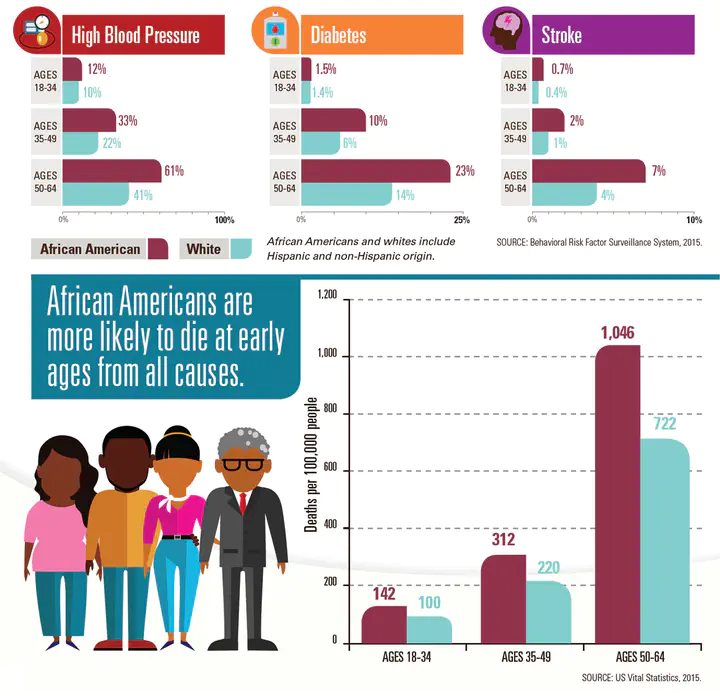 High Blood Pressure
AGES
18-34
12%
10%
AGES
35-49
33%
22%
AGES
50-64
61%
41%
0%
100%
Diabetes
AGES
18-34
1.5%
1.4%
AGES
35-49
10%
6%
AGES
50-64
23%
14%
0%
25%
Stroke
AGES
18-34
0.7%
0.4%
AGES
35-49
2%
1%
AGES
50-64
7%
4%
0%
10%
African American
White
African Americans and whites include
Hispanic and non-Hispanic origin.
SOURCE: Behavioral Risk Factor Surveillance System, 2015.
African Americans are
more likely to die at early
ages from all causes.
Deaths per 100,000 people
1,200
1,000
800
600
400
200
0
142
100
312
220
1,046
722
AGES 18-34
AGES 35-49
AGES 50-64
SOURCE: US Vital Statistics, 2015.